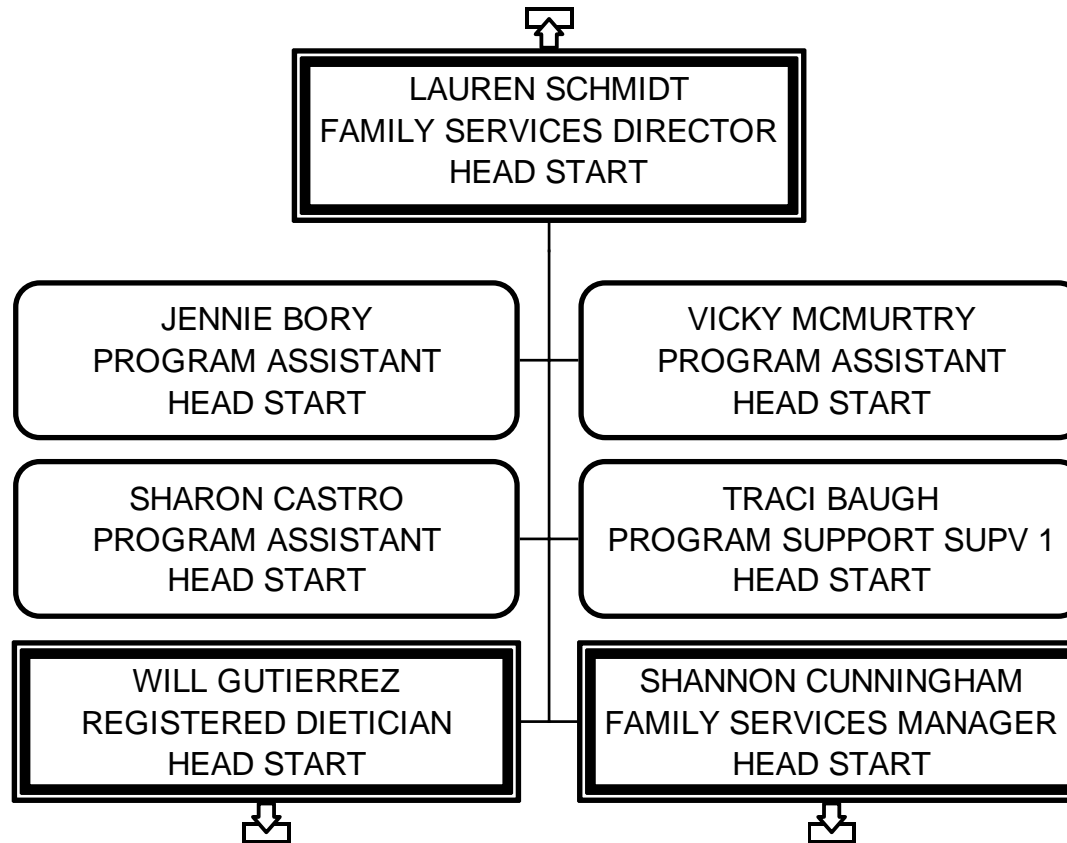 LAUREN SCHMIDT
FAMILY SERVICES DIRECTOR
HEAD START
JENNIE BORY
PROGRAM ASSISTANT
HEAD START
VICKY MCMURTRY
PROGRAM ASSISTANT
HEAD START
SHARON CASTRO
PROGRAM ASSISTANT
HEAD START
TRACI BAUGH
PROGRAM SUPPORT SUPV 1
HEAD START
WILL GUTIERREZ
REGISTERED DIETICIAN
HEAD START
SHANNON CUNNINGHAM
FAMILY SERVICES MANAGER
HEAD START